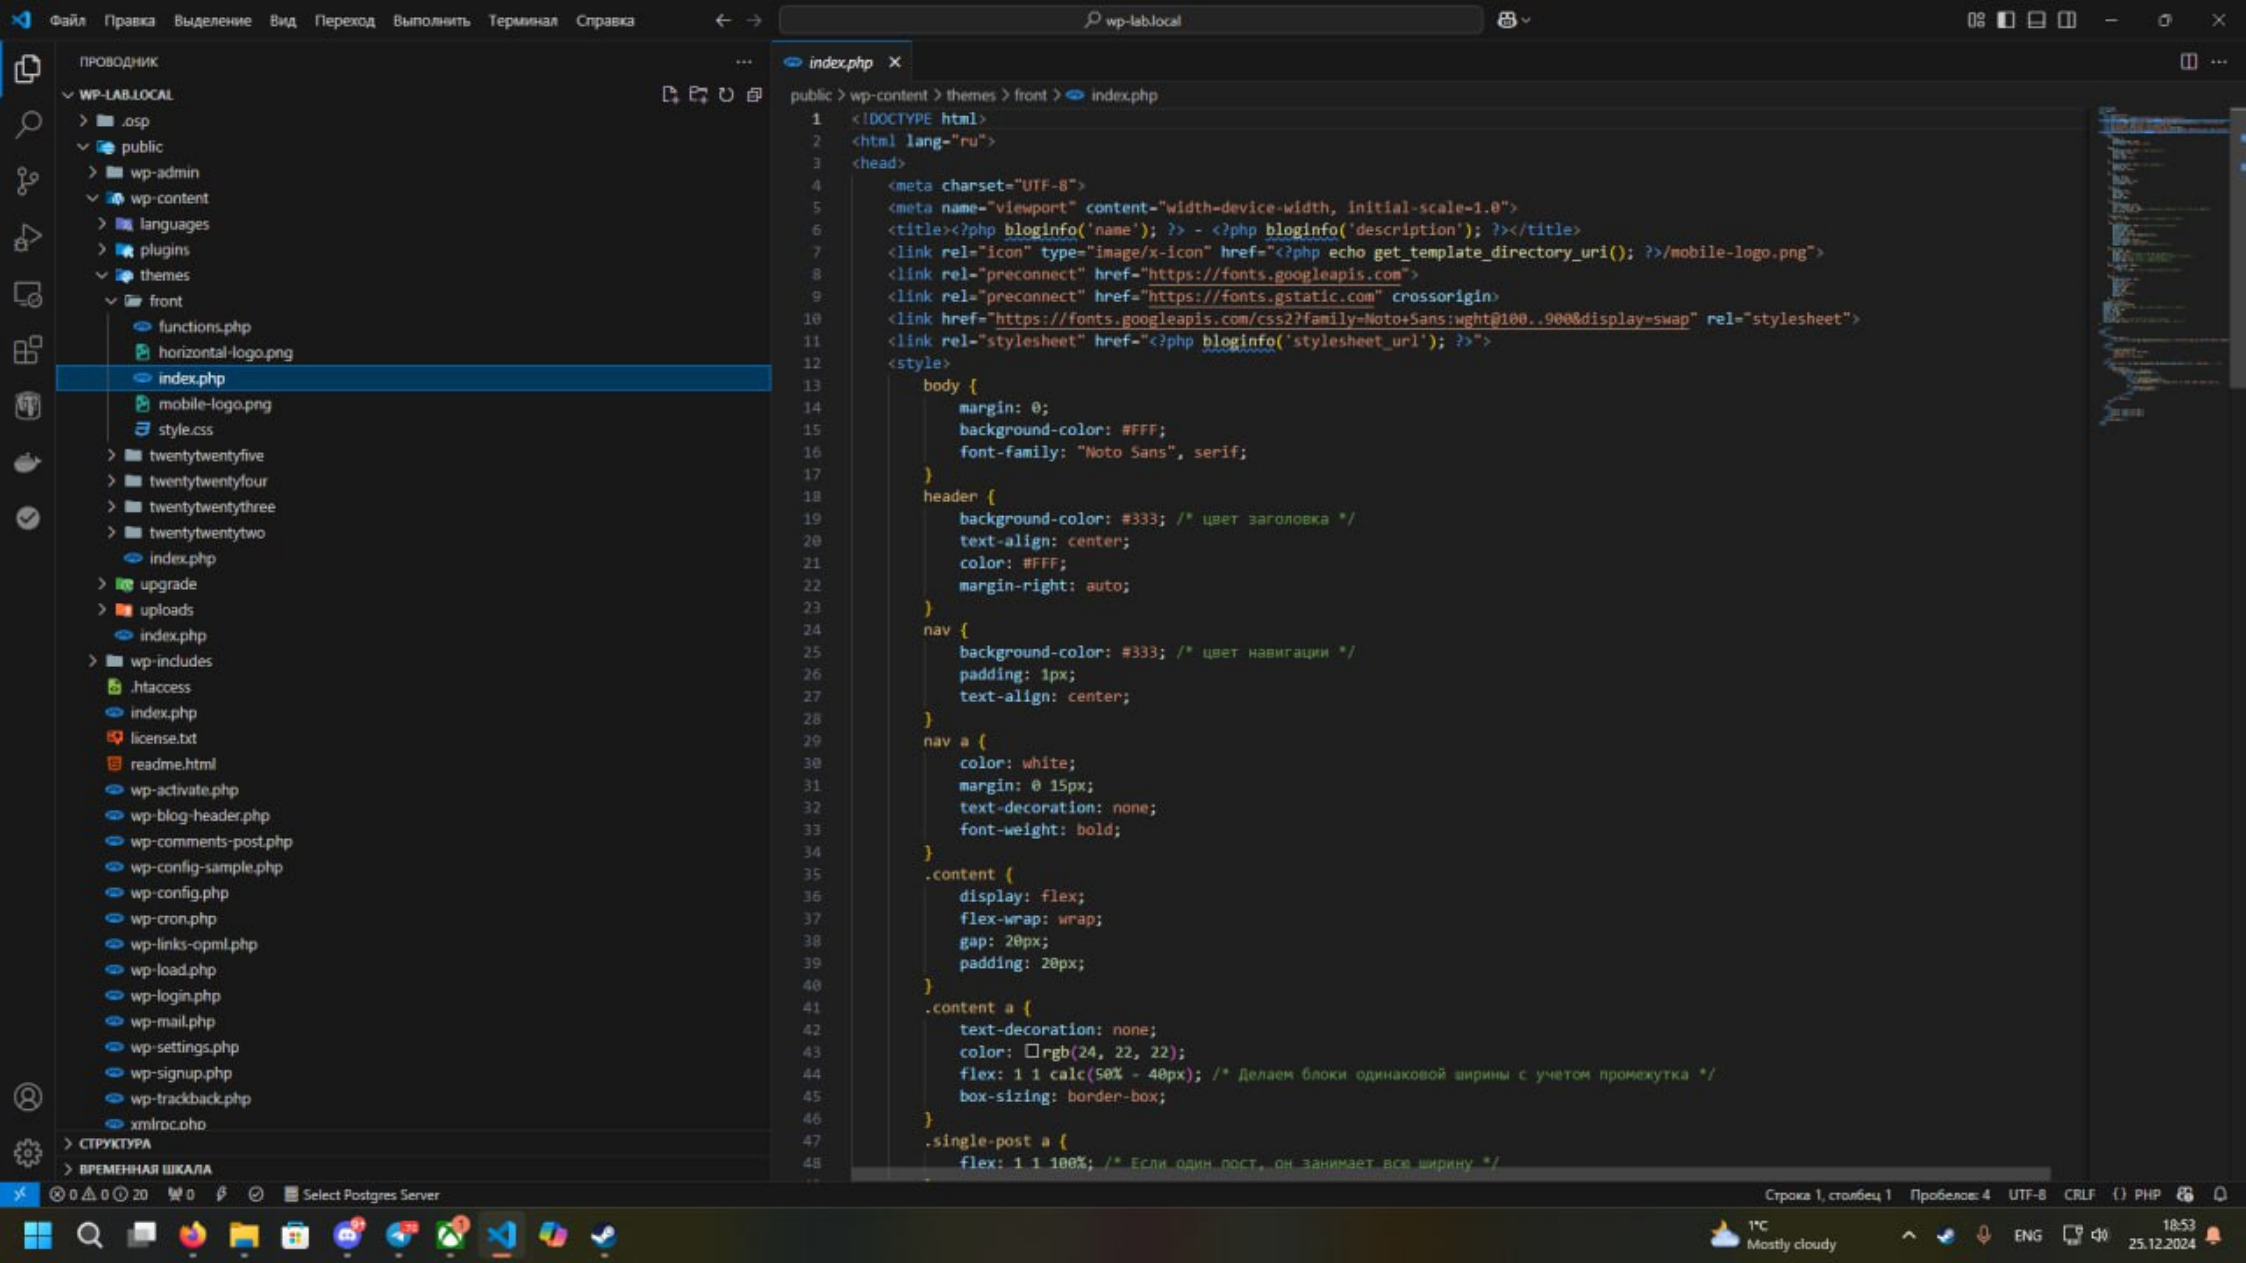 Файл Правка Выделение Вид Переход Выполнить Терминал Справка
wp-lab.local
ПРОВОДНИК
WP-LAB.LOCAL
.osp
public
wp-admin
wp-content
languages
plugins
themes
front
functions.php
horizontal-logo.png
index.php
mobile-logo.png
style.css
twentytwentyfive
twentytwentyfour
twentytwentythree
twentytwentytwo
index.php
upgrade
uploads
index.php
wp-includes
.htaccess
index.php
license.txt
readme.html
wp-activate.php
wp-blog-header.php
wp-comments-post.php
wp-config-sample.php
wp-config.php
wp-cron.php
wp-links-opml.php
wp-load.php
wp-login.php
wp-mail.php
wp-settings.php
wp-signup.php
wp-trackback.php
xmlrpc.php
СТРУКТУРА
ВРЕМЕННАЯ ШКАЛА
index.php
public > wp-content > themes > front > index.php
1 <!DOCTYPE html>
2 <html lang="ru">
3 <head>
4 <meta charset="UTF-8">
5 <meta name="viewport" content="width=device-width, initial-scale=1.0">
6 <title><?php bloginfo('name'); ?> - <?php bloginfo('description'); ?></title>
7 <link rel="icon" type="image/x-icon" href="<?php echo get_template_directory_uri(); ?>/mobile-logo.png">
8 <link rel="preconnect" href="https://fonts.googleapis.com">
9 <link rel="preconnect" href="https://fonts.gstatic.com" crossorigin>
10 <link href="https://fonts.googleapis.com/css2?family=Noto+Sans:wght@100..900&display=swap" rel="stylesheet">
11 <link rel="stylesheet" href="<?php bloginfo('stylesheet_url'); ?>">
12 <style>
13 body {
14 margin: 0;
15 background-color: #FFF;
16 font-family: "Noto Sans", serif;
17 }
18 header {
19 background-color: #333; /* цвет заголовка */
20 text-align: center;
21 color: #FFF;
22 margin-right: auto;
23 }
24 nav {
25 background-color: #333; /* цвет навигации */
26 padding: 1px;
27 text-align: center;
28 }
29 nav a {
30 color: white;
31 margin: 0 15px;
32 text-decoration: none;
33 font-weight: bold;
34 }
35 .content {
36 display: flex;
37 flex-wrap: wrap;
38 gap: 20px;
39 padding: 20px;
40 }
41 .content a {
42 text-decoration: none;
43 color: rgb(24, 22, 22);
44 flex: 1 1 calc(50% - 40px); /* Делаем блоки одинаковой ширины с учетом промежутка */
45 box-sizing: border-box;
46 }
47 .single-post a {
48 flex: 1 1 100%; /* Если один пост, он занимает всю ширину */
0 0 20 0 Select Postgres Server Строка 1, столбец 1 Пробелов: 4 UTF-8 CRLF {} PHP
1°C
Mostly cloudy
ENG
18:53
25.12.2024